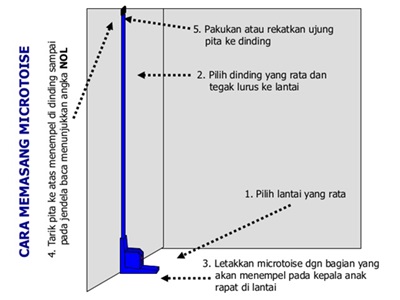 CARA MEMASANG MICROTOISE
4. Tarik pita ke atas menempel di dinding sampai
pada jendela baca menunjukkan angka NOL
5. Pakukan atau rekatkan ujung
pita ke dinding
2. Pilih dinding yang rata dan
tegak lurus ke lantai
1. Pilih lantai yang rata
3. Letakkan microtoise dgn bagian yang
akan menempel pada kepala anak
rapat di lantai